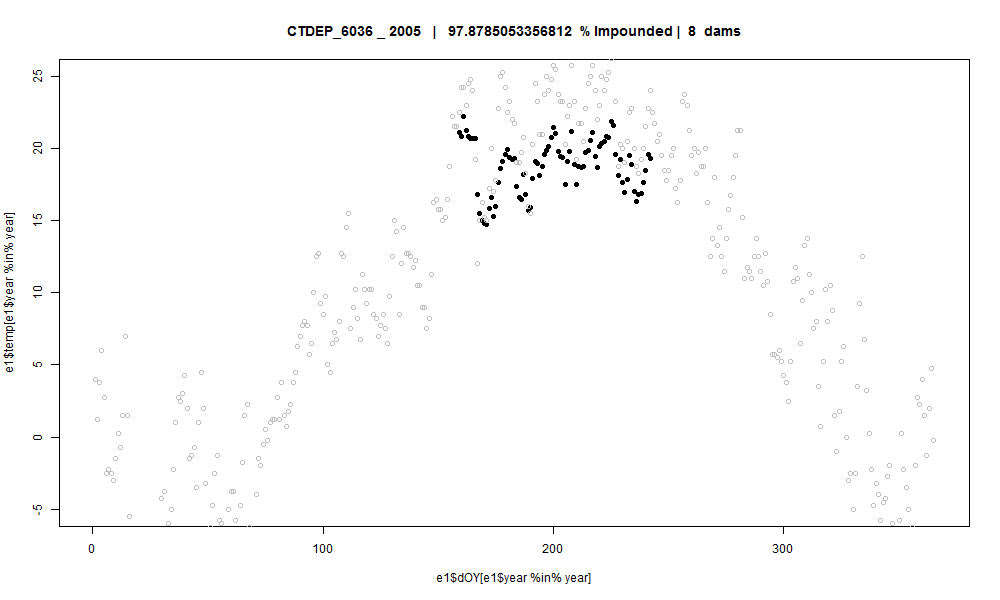 CTDEP_6036 _ 2005 | 97.8785053356812 % Impounded | 8 dams
e1$temp[e1$year %in% year]
25
20
15
10
5
0
-5
0 100 200 300
e1$dOY[e1$year %in% year]